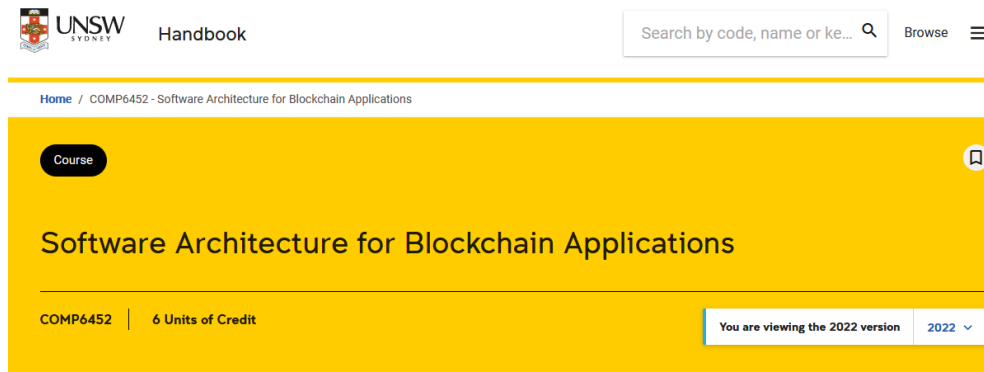 UNSW
SYDNEY
Handbook
Search by code, name or ke...
Browse
Home / COMP6452 - Software Architecture for Blockchain Applications
Course
Software Architecture for Blockchain Applications
COMP6452
6 Units of Credit
You are viewing the 2022 version
2022